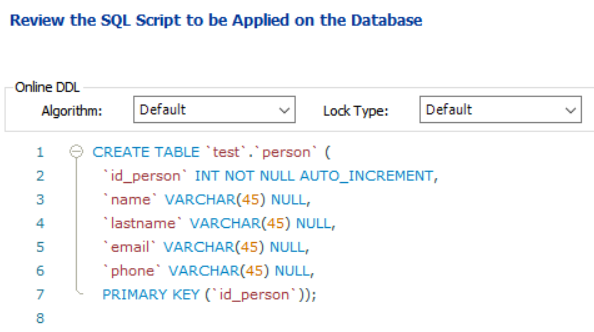 Review the SQL Script to be Applied on the Database
Online DDL
Algorithm: Default Lock Type: Default
1 CREATE TABLE `test`.`person` (
2 `id_person` INT NOT NULL AUTO_INCREMENT,
3 `name` VARCHAR(45) NULL,
4 `lastname` VARCHAR(45) NULL,
5 `email` VARCHAR(45) NULL,
6 `phone` VARCHAR(45) NULL,
7 PRIMARY KEY (`id_person`));
8